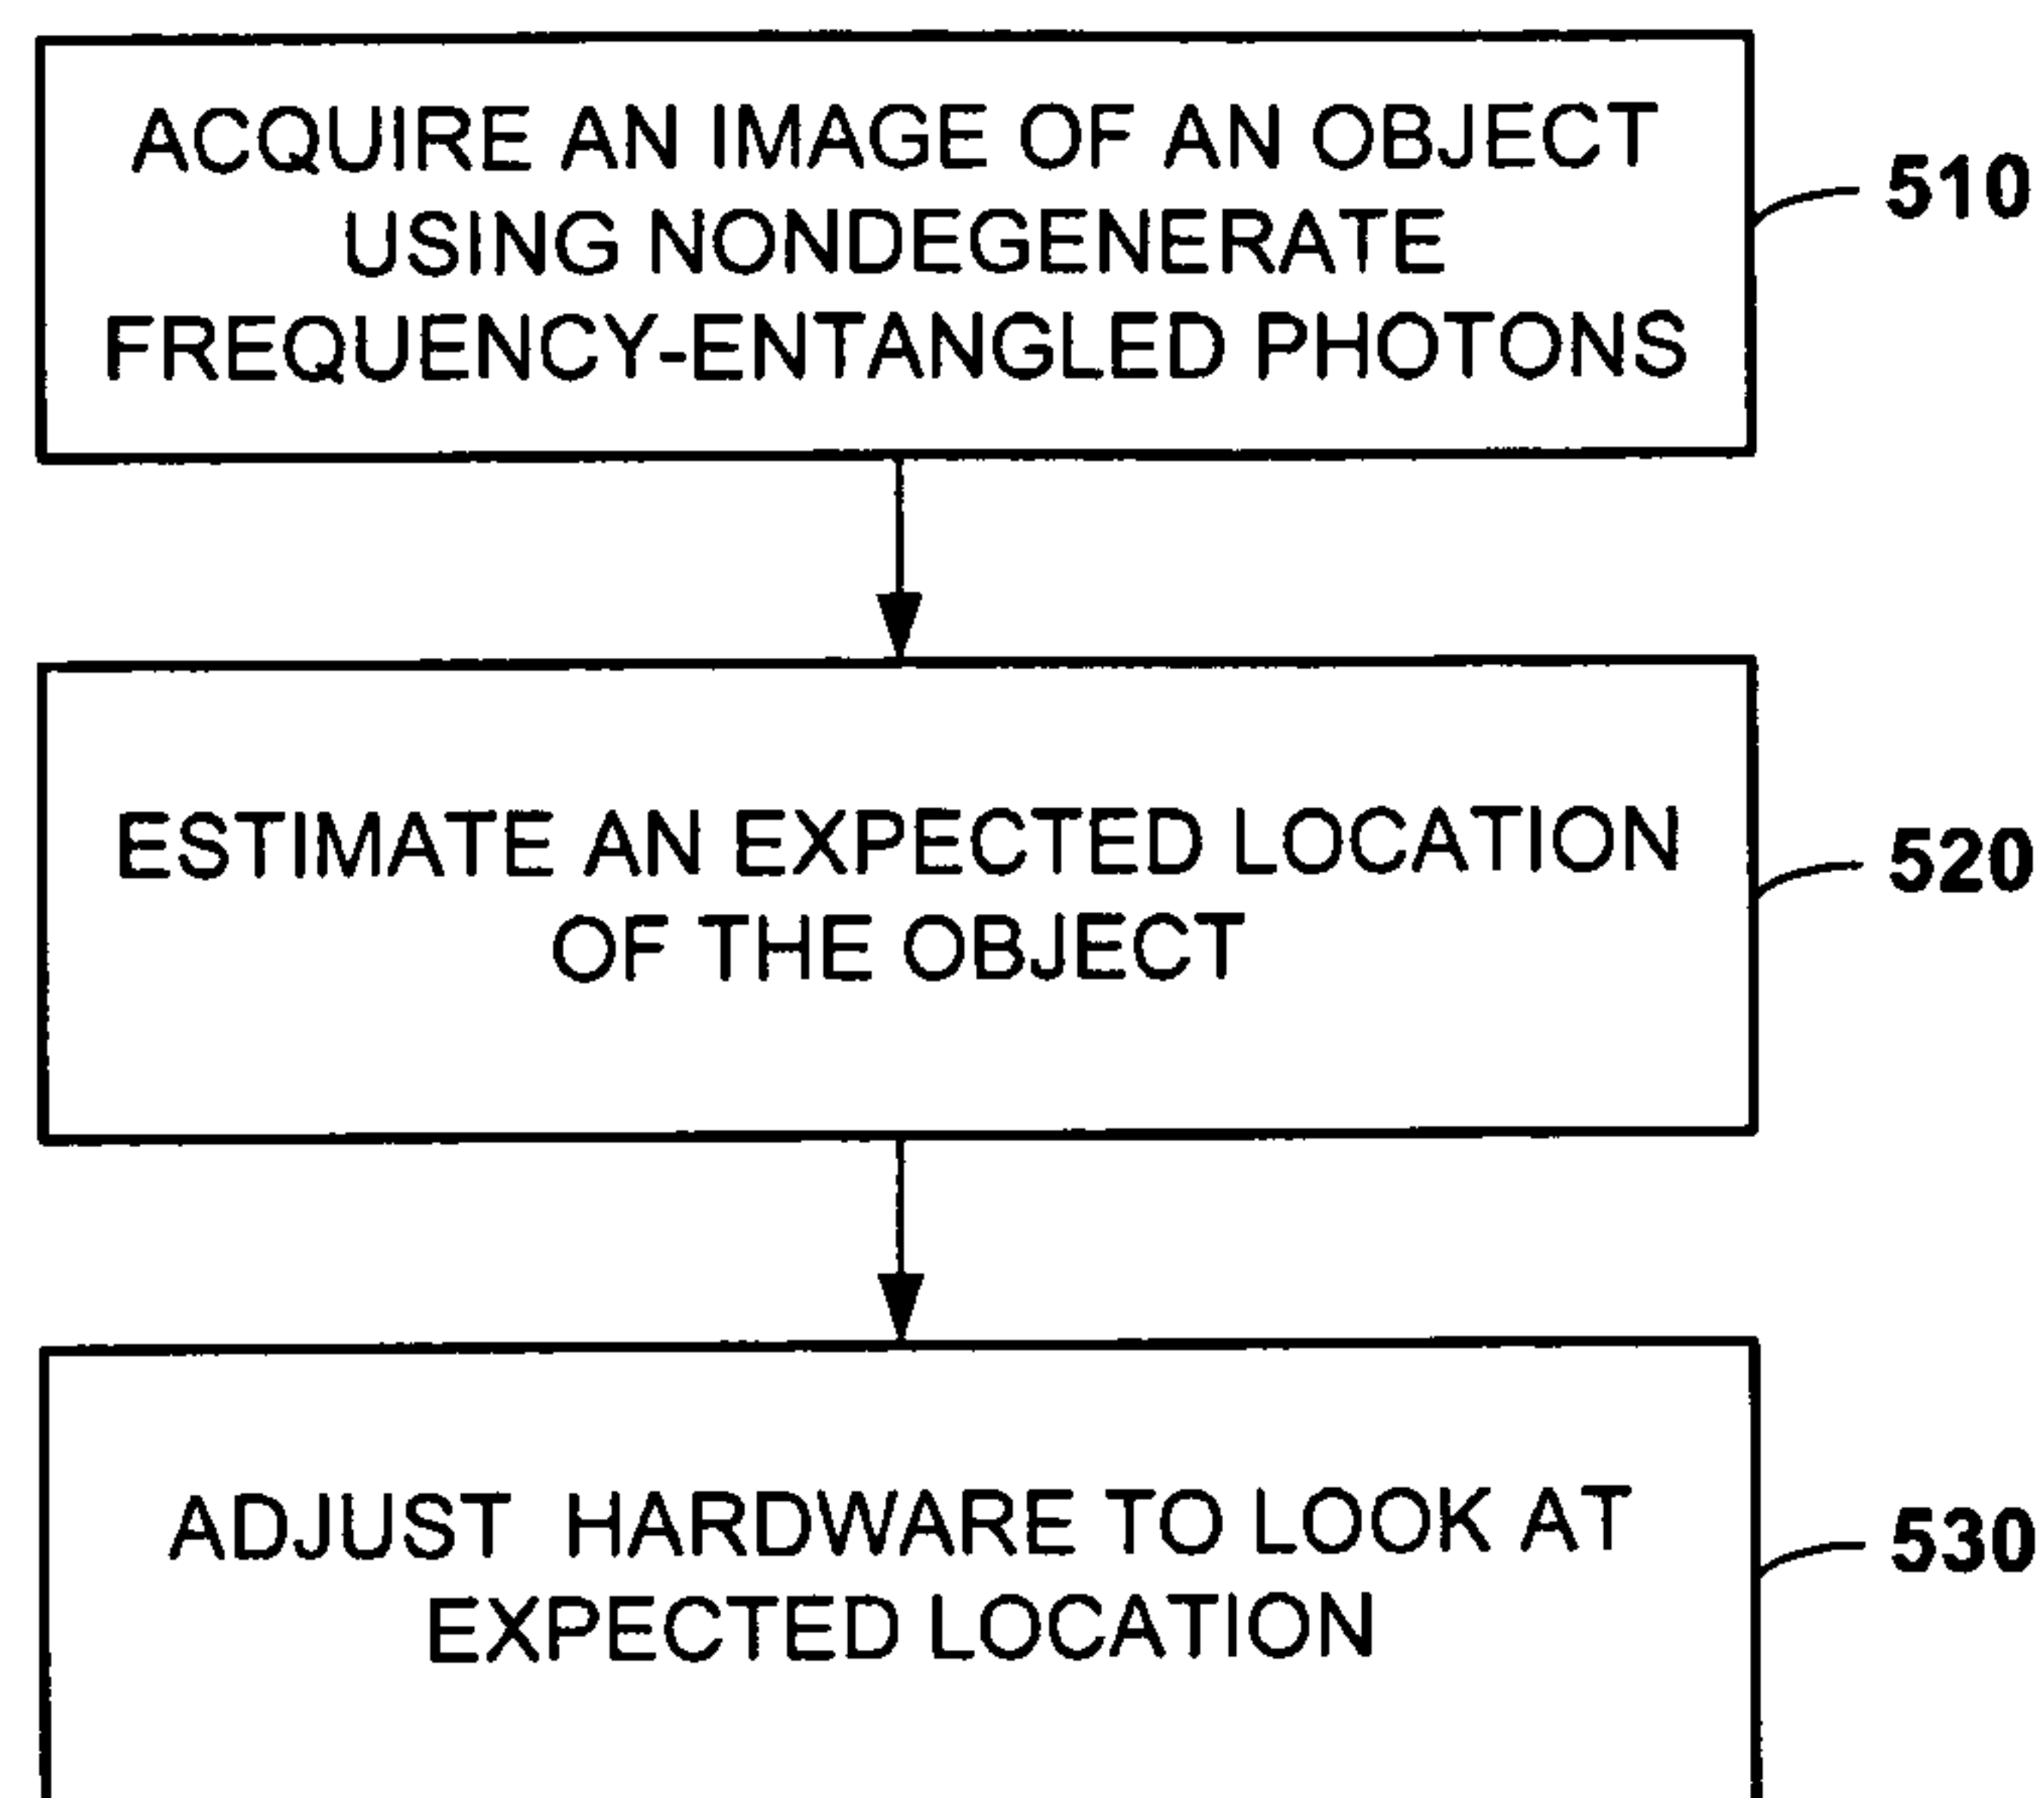 ACQUIRE AN IMAGE OF AN OBJECT
USING NONDEGENERATE
FREQUENCY-ENTANGLED PHOTONS
510
ESTIMATE AN EXPECTED LOCATION
OF THE OBJECT
520
ADJUST HARDWARE TO LOOK AT
EXPECTED LOCATION
530